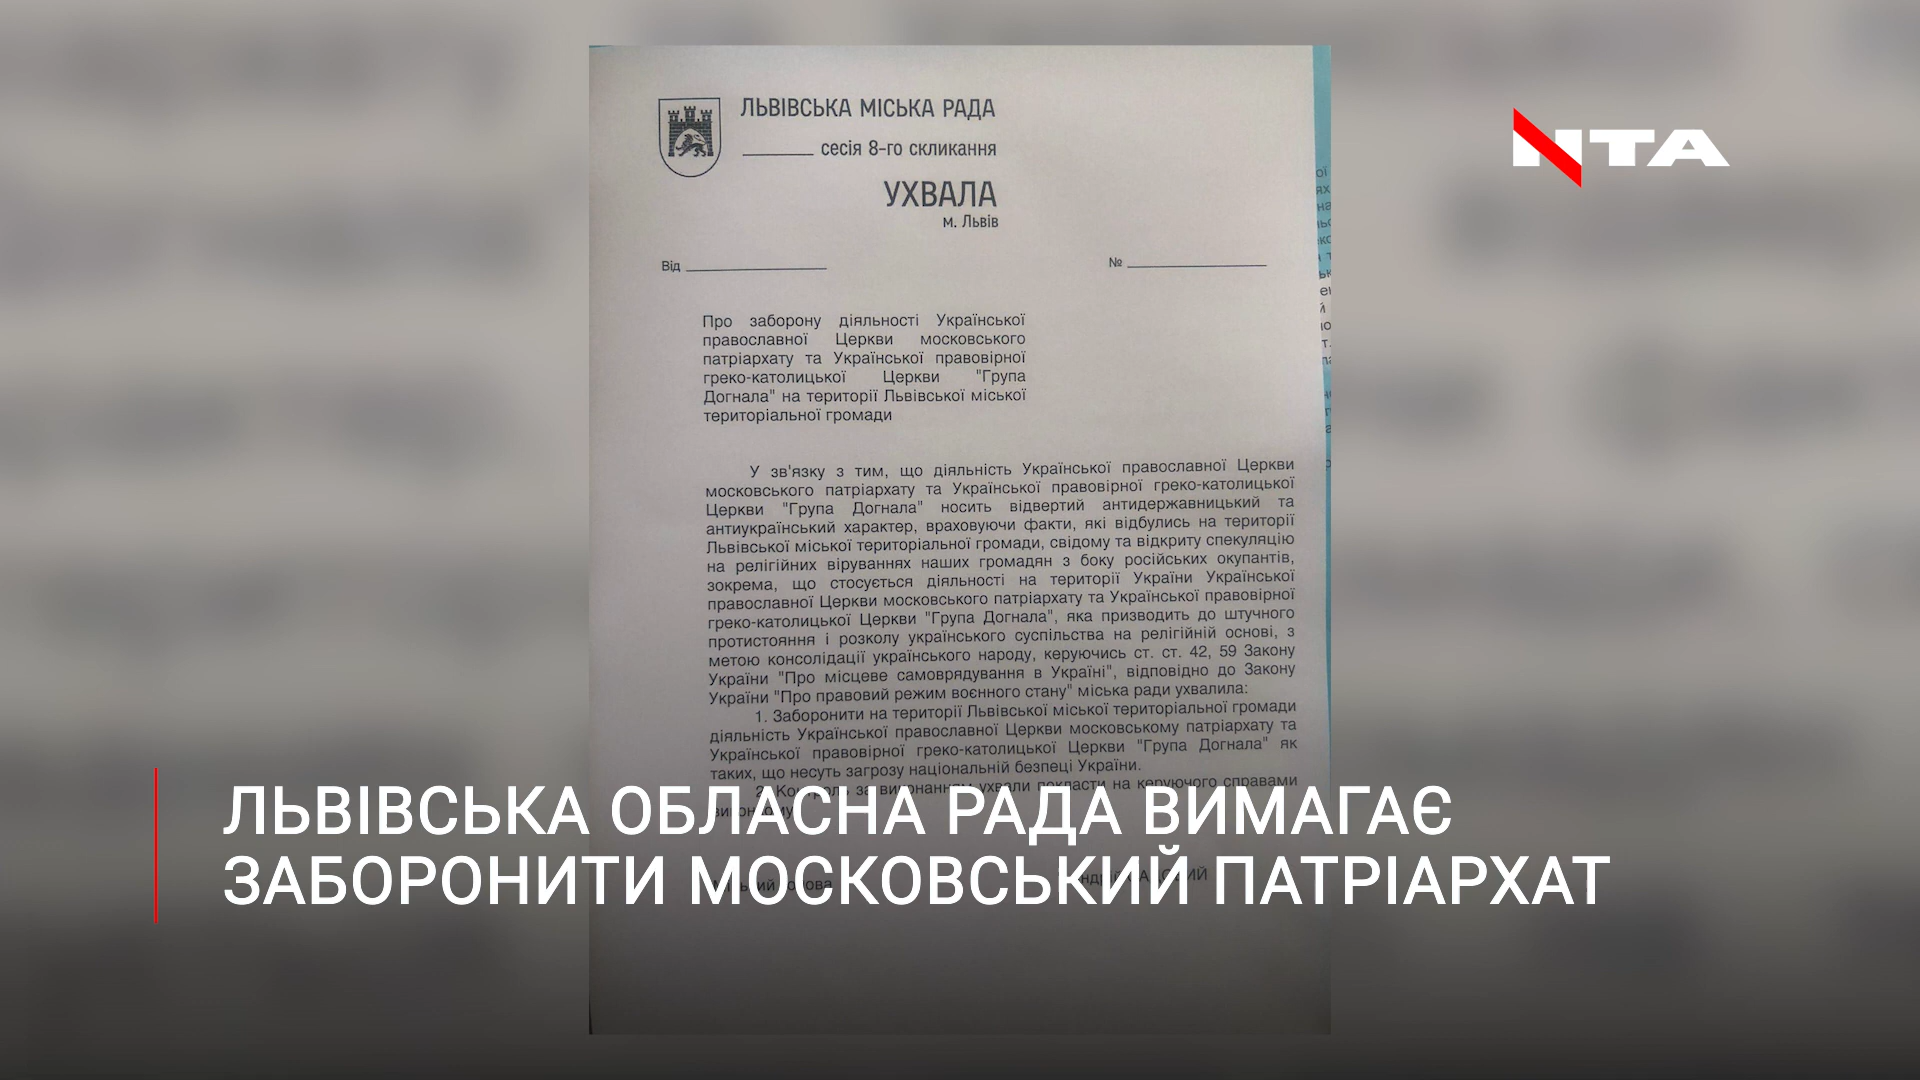 ЛЬВІВСЬКА МІСЬКА РАДА
сесія 8-го скликання
УХВАЛА
м. Львів
Від
№
NTA
Про заборону діяльності Української
православної Церкви московського
патріархату та Української правовірної
греко-католицької Церкви "Група
Догнала" на території Львівської міської
територіальної громади
У зв'язку з тим, що діяльність Української православної Церкви
московського патріархату та Української правовірної греко-католицької
Церкви "Група Догнала" носить відвертий антидержавницький та
антиукраїнський характер, враховуючи факти, які відбулись на території
Львівської міської територіальної громади, свідому та відкриту спекуляцію
на релігійних віруваннях наших громадян з боку російських окупантів,
зокрема, що стосується діяльності на території України Української
православної Церкви московського патріархату та Української правовірної
греко-католицької Церкви "Група Догнала", яка призводить до штучного
протистояння і розколу українського суспільства на релігійній основі, з
метою консолідації українського народу, керуючись ст. ст. 42, 59 Закону
України "Про місцеве самоврядування в Україні", відповідно до Закону
України "Про правовий режим воєнного стану" міська ради ухвалила:
1. Заборонити на території Львівської міської територіальної громади
діяльність Української православної Церкви московському патріархату та
Української правовірної греко-католицької Церкви "Група Догнала" як
таких, що несуть загрозу національній безпеці України.
2. Контроль за виконанням ухвали покласти на керуючого справами
ЛЬВІВСЬКА ОБЛАСНА РАДА ВИМАГАЄ
ЗАБОРОНИТИ МОСКОВСЬКИЙ ПАТРІАРХАТ